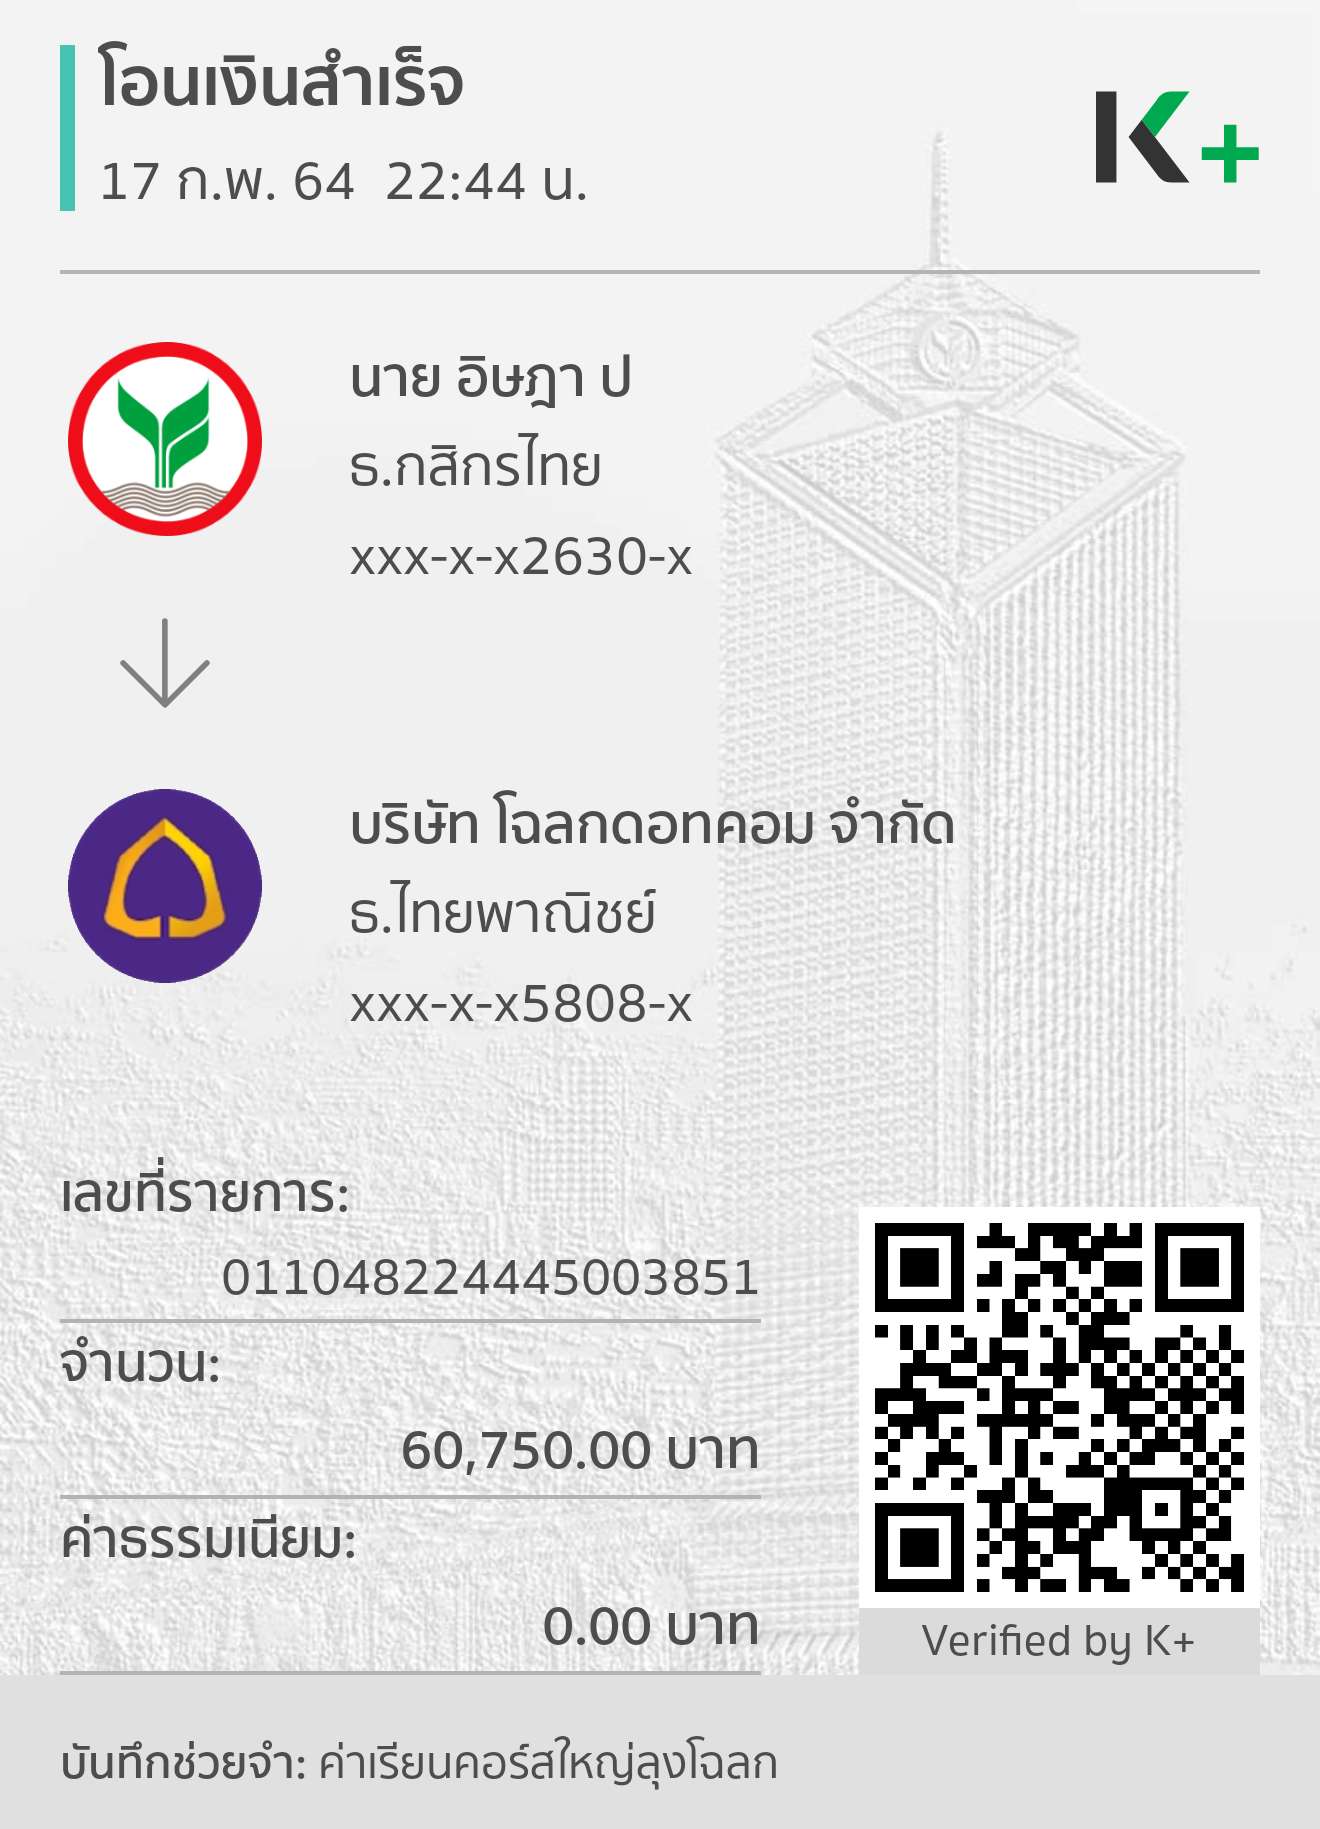 โอนเงินสำเร็จ
17 ก.พ. 64 22:44 น.
K+
นาย อิษฎา ป
ธ.กสิกรไทย
xxx-x-x2630-x
บริษัท โฉลกดอทคอม จำกัด
ธ.ไทยพาณิชย์
xxx-x-x5808-x
เลขที่รายการ:
011048224445003851
จำนวน:
60,750.00 บาท
ค่าธรรมเนียม:
0.00 บาท
Verified by K+
บันทึกช่วยจำ: ค่าเรียนคอร์สใหญ่ลุงโฉลก